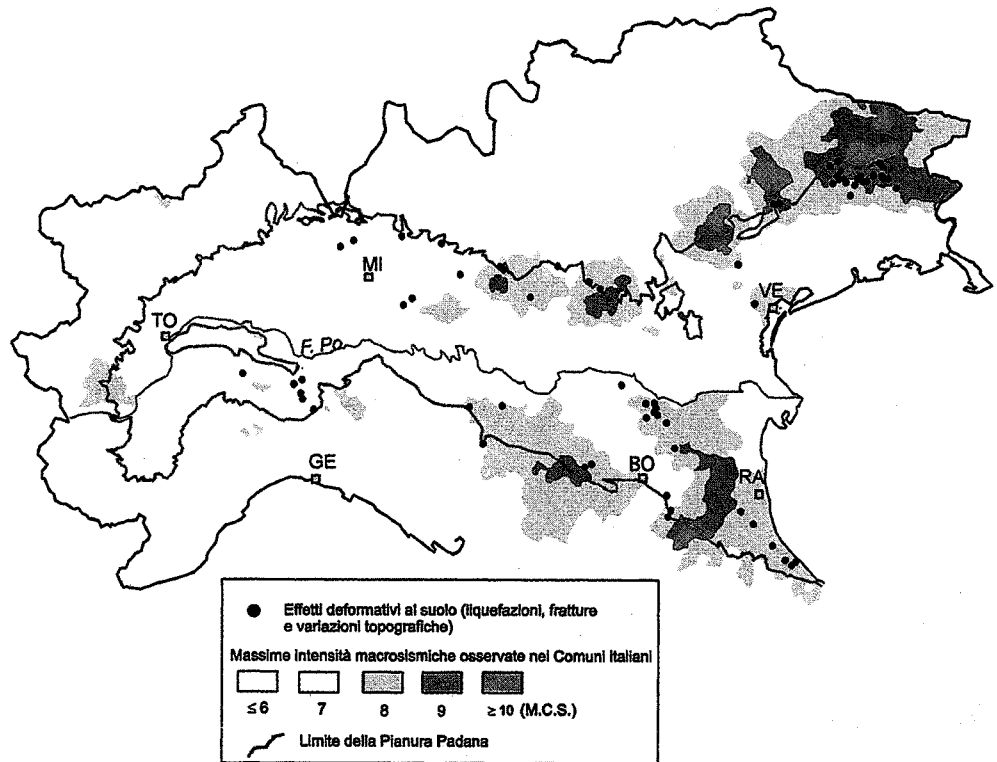 MI
VE
TO
F. Po
GE
BO
RA
Effetti deformativi al suolo (liquefazioni, fratture
e variazioni topografiche)
Massime intensità macrosismiche osservate nei Comuni Italiani
≤ 6 7 8 9 ≥ 10 (M.C.S.)
Limite della Pianura Padana